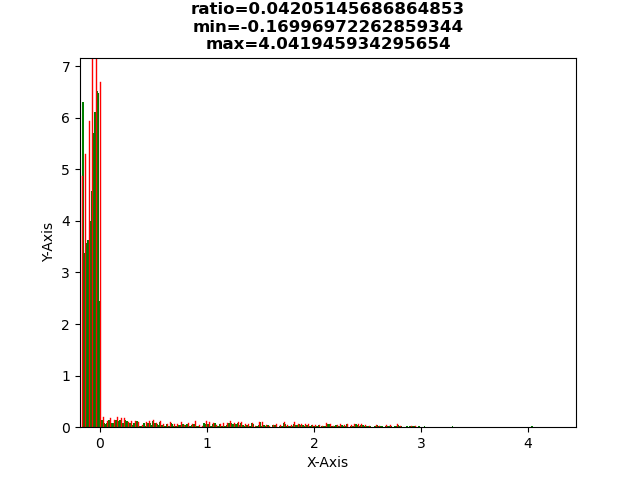 ratio=0.04205145686864853
min=-0.16996972262859344
max=4.041945934295654
7
6
5
4
3
2
1
0
Y-Axis
0 1 2 3 4
X-Axis